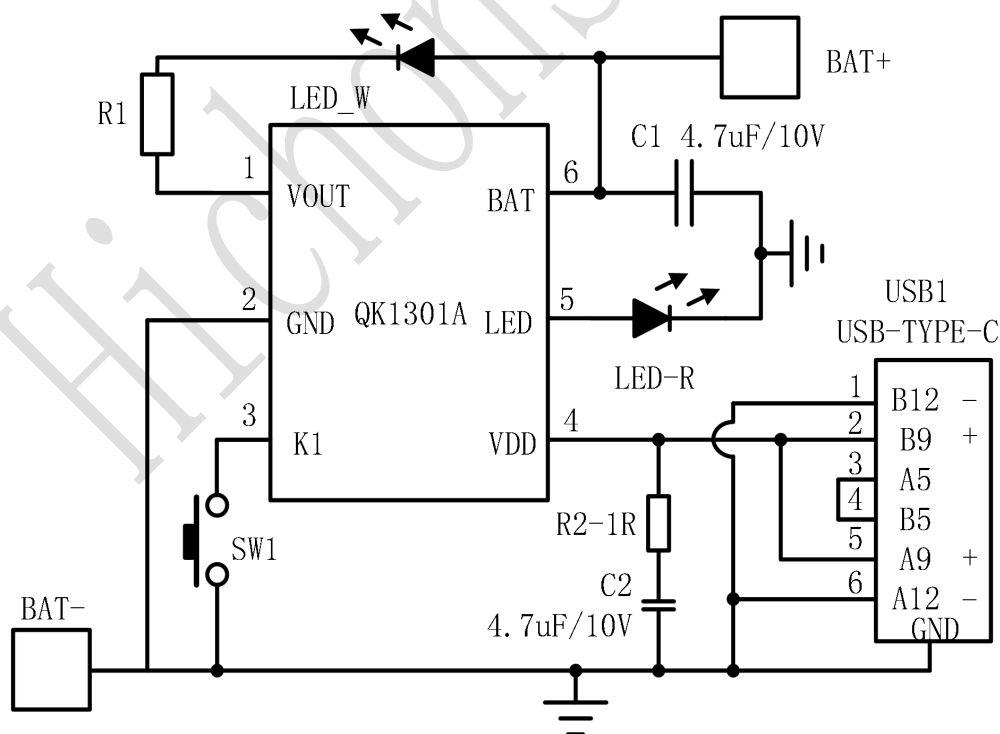 BAT+
R1
LED_W
C1 4.7uF/10V
1
6
VOUT
BAT
2
5
USB1
GND
QK1301A
LED
USB-TYPE-C
LED-R
1
B12 -
3
4
2
B9 +
K1
VDD
3
A5
4
B5
R2-1R
SW1
5
A9 +
C2
6
A12 -
BAT-
4.7uF/10V
GND